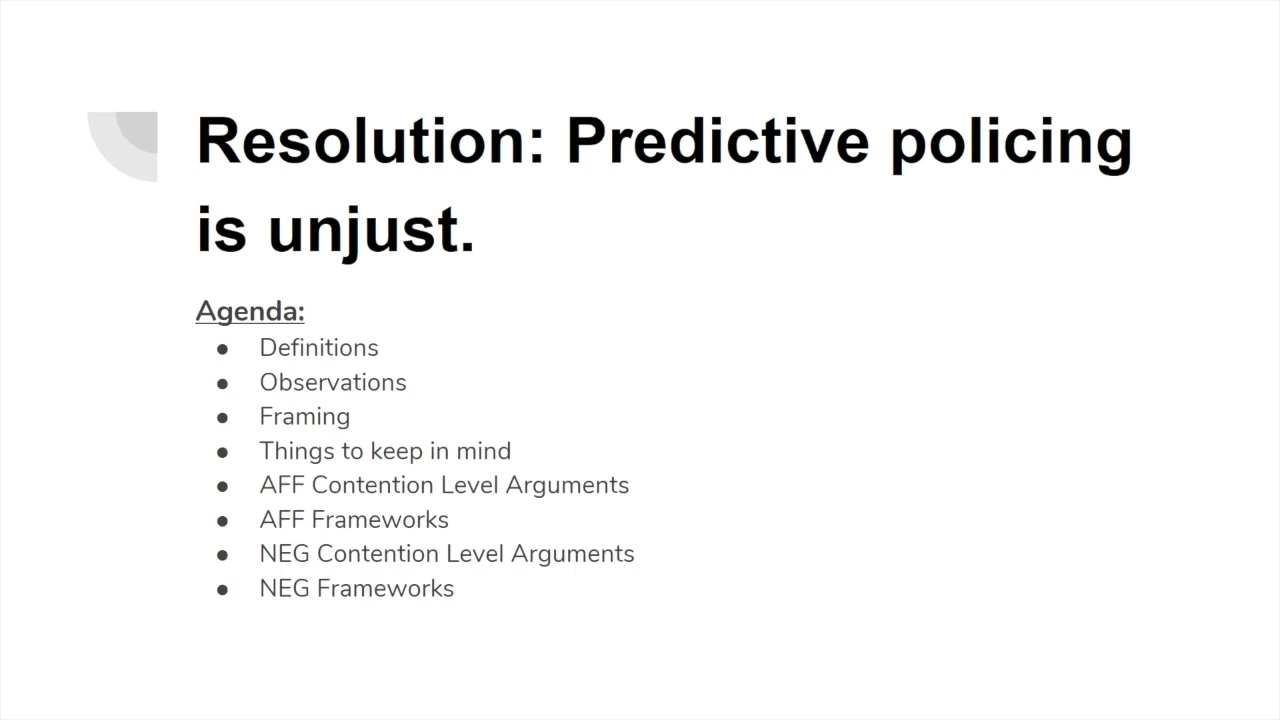 Resolution: Predictive policing
is unjust.
Agenda:
● Definitions
● Observations
● Framing
● Things to keep in mind
● AFF Contention Level Arguments
● AFF Frameworks
● NEG Contention Level Arguments
● NEG Frameworks